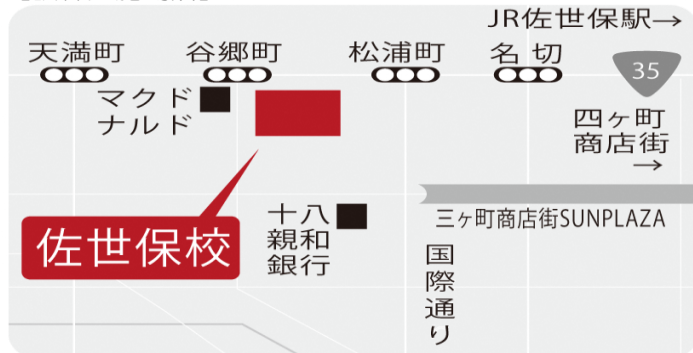 JR佐世保駅→
天満町
谷郷町
松浦町
名切
35
マクド
ナルド
四ヶ町
商店街
→
佐世保校
十八
親和
銀行
三ヶ町商店街SUNPLAZA
国際通り